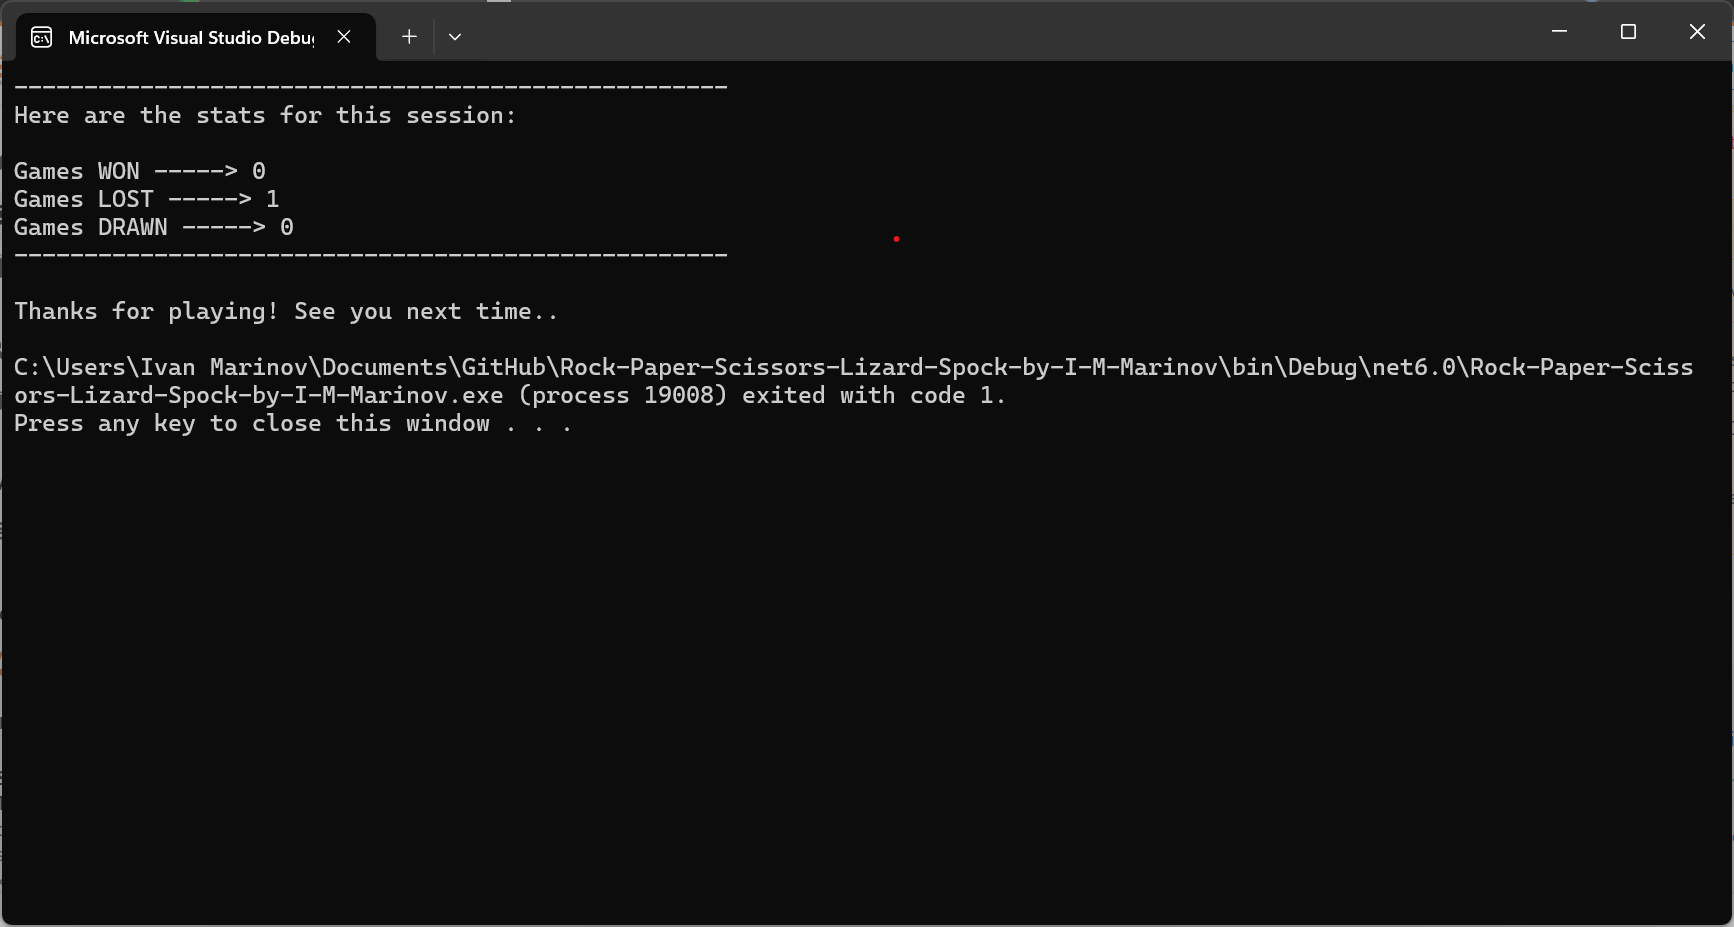 Microsoft Visual Studio Debug
---------------------------------------------------
Here are the stats for this session:
Games WON -----> 0
Games LOST -----> 1
Games DRAWN -----> 0
---------------------------------------------------
Thanks for playing! See you next time..
C:\Users\Ivan Marinov\Documents\GitHub\Rock-Paper-Scissors-Lizard-Spock-by-I-M-Marinov\bin\Debug\net6.0\Rock-Paper-Sciss
ors-Lizard-Spock-by-I-M-Marinov.exe (process 19008) exited with code 1.
Press any key to close this window . . .